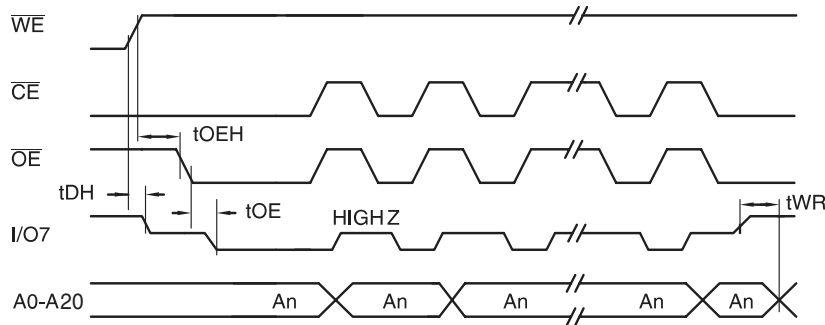 WE
CE
tOEH
OE
tDH
tOE
HIGH Z
tWR
I/O7
A0-A20 An An An An An